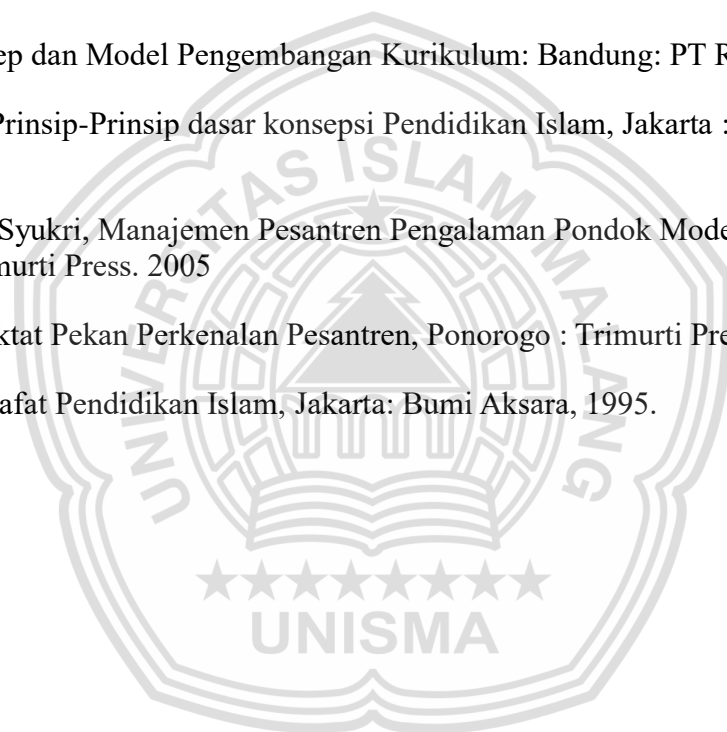 ep dan Model Pengembangan Kurikulum: Bandung: PT R
Prinsip-Prinsip dasar konsepsi Pendidikan Islam, Jakarta :
Syukri, Manajemen Pesantren Pengalaman Pondok Mode
murti Press. 2005
ktat Pekan Perkenalan Pesantren, Ponorogo : Trimurti Pre
afat Pendidikan Islam, Jakarta: Bumi Aksara, 1995.
UNIVERSITAS ISLAM MALANG
UNISMA